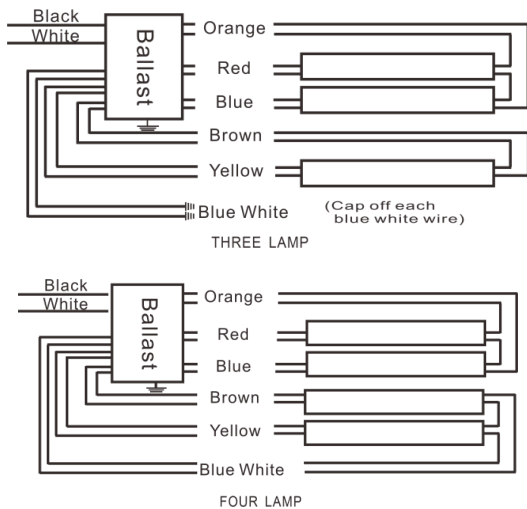 Black
White
Ballast
Orange
Red
Blue
Brown
Yellow
Blue White
(Cap off each
blue white wire)
THREE LAMP
Black
White
Ballast
Orange
Red
Blue
Brown
Yellow
Blue White
FOUR LAMP